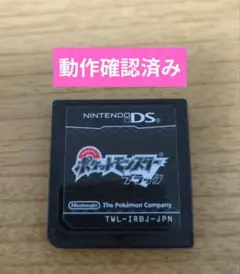 動作確認済み
NINTENDO DS
ポケットモンスター
ブラック
Nintendo The Pokémon Company
TWL-IRBJ-JPN